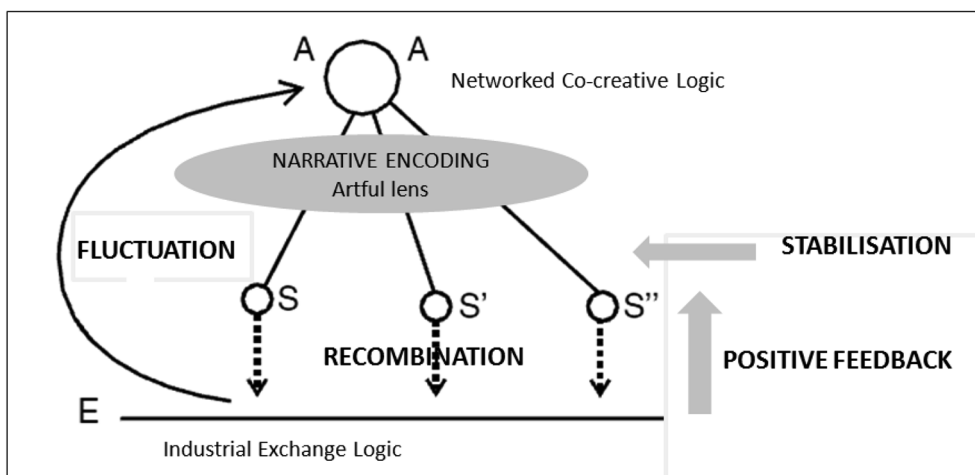 A A
Networked Co-creative Logic
NARRATIVE ENCODING
Artful lens
FLUCTUATION
STABILISATION
S S' S''
RECOMBINATION
POSITIVE FEEDBACK
E
Industrial Exchange Logic